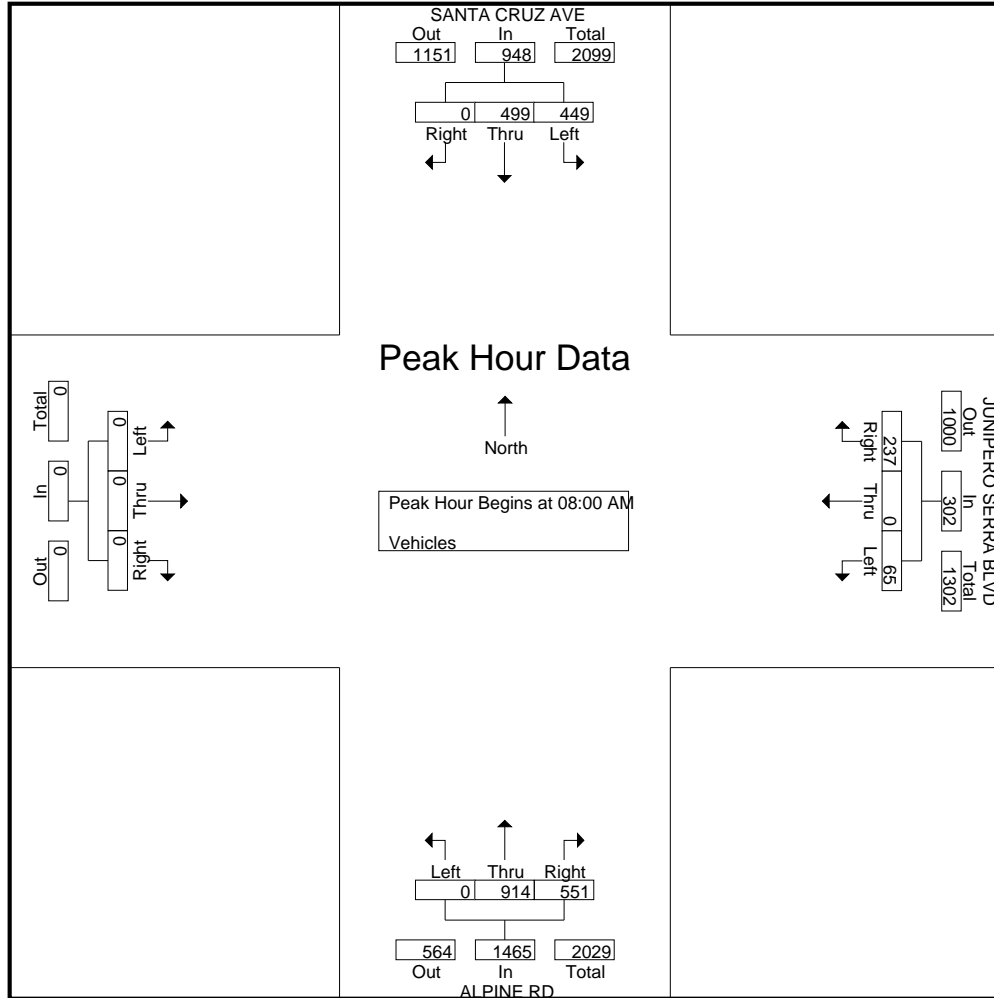 SANTA CRUZ AVE
Out In Total
1151 948 2099
0 499 449
Right Thru Left
Peak Hour Data
North
Peak Hour Begins at 08:00 AM
Vehicles
Total In Out
0 0 0
0 0 0
Left Thru Right
Right Thru Left
237 0 65
1000 302 1302
Out In Total
JUNIPERO SERRA BLVD
Left Thru Right
0 914 551
564 1465 2029
Out In Total
ALPINE RD